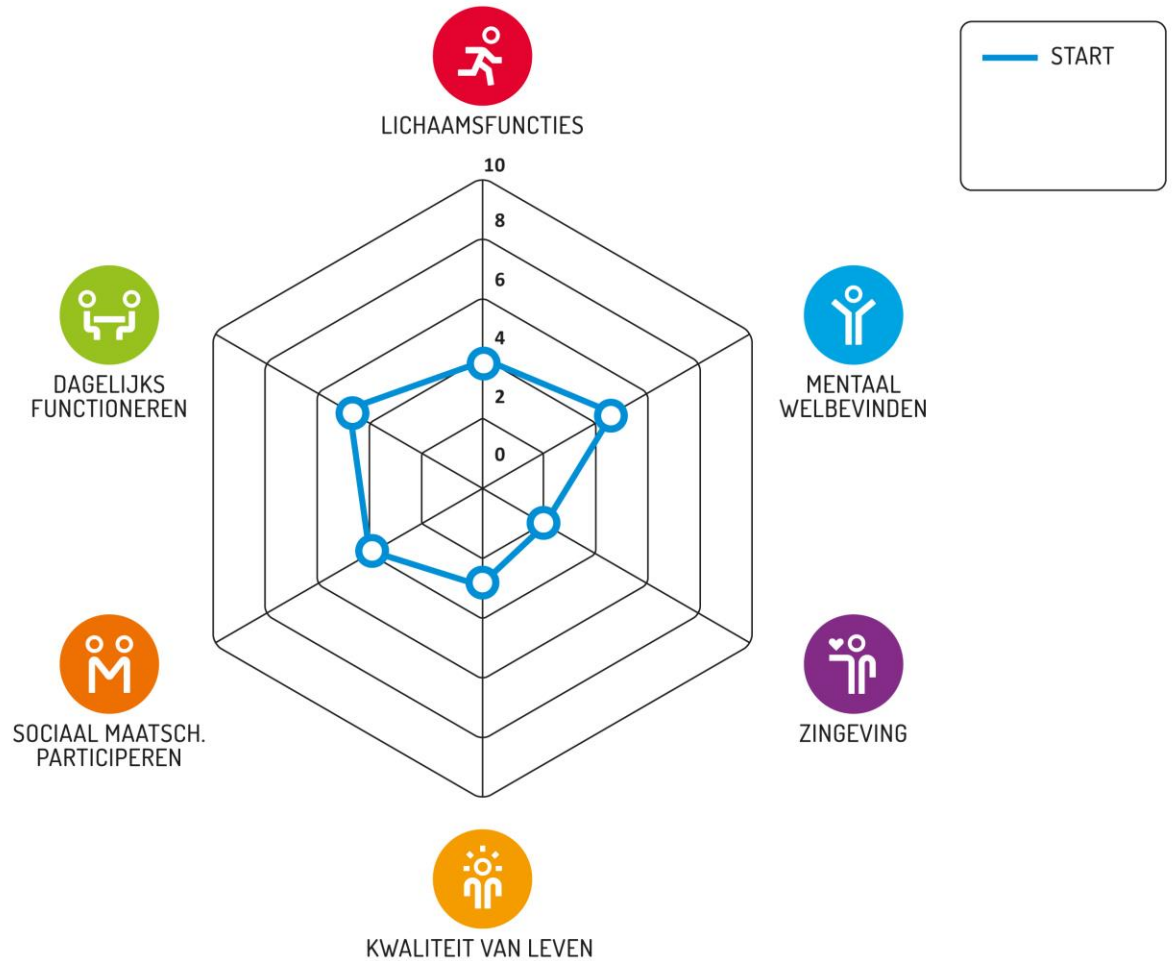 START
LICHAAMSFUNCTIES
10
8
6
4
2
0
DAGELIJKS
FUNCTIONEREN
MENTAAL
WELBEVINDEN
SOCIAAL MAATSCH.
PARTICIPEREN
ZINGEVING
KWALITEIT VAN LEVEN